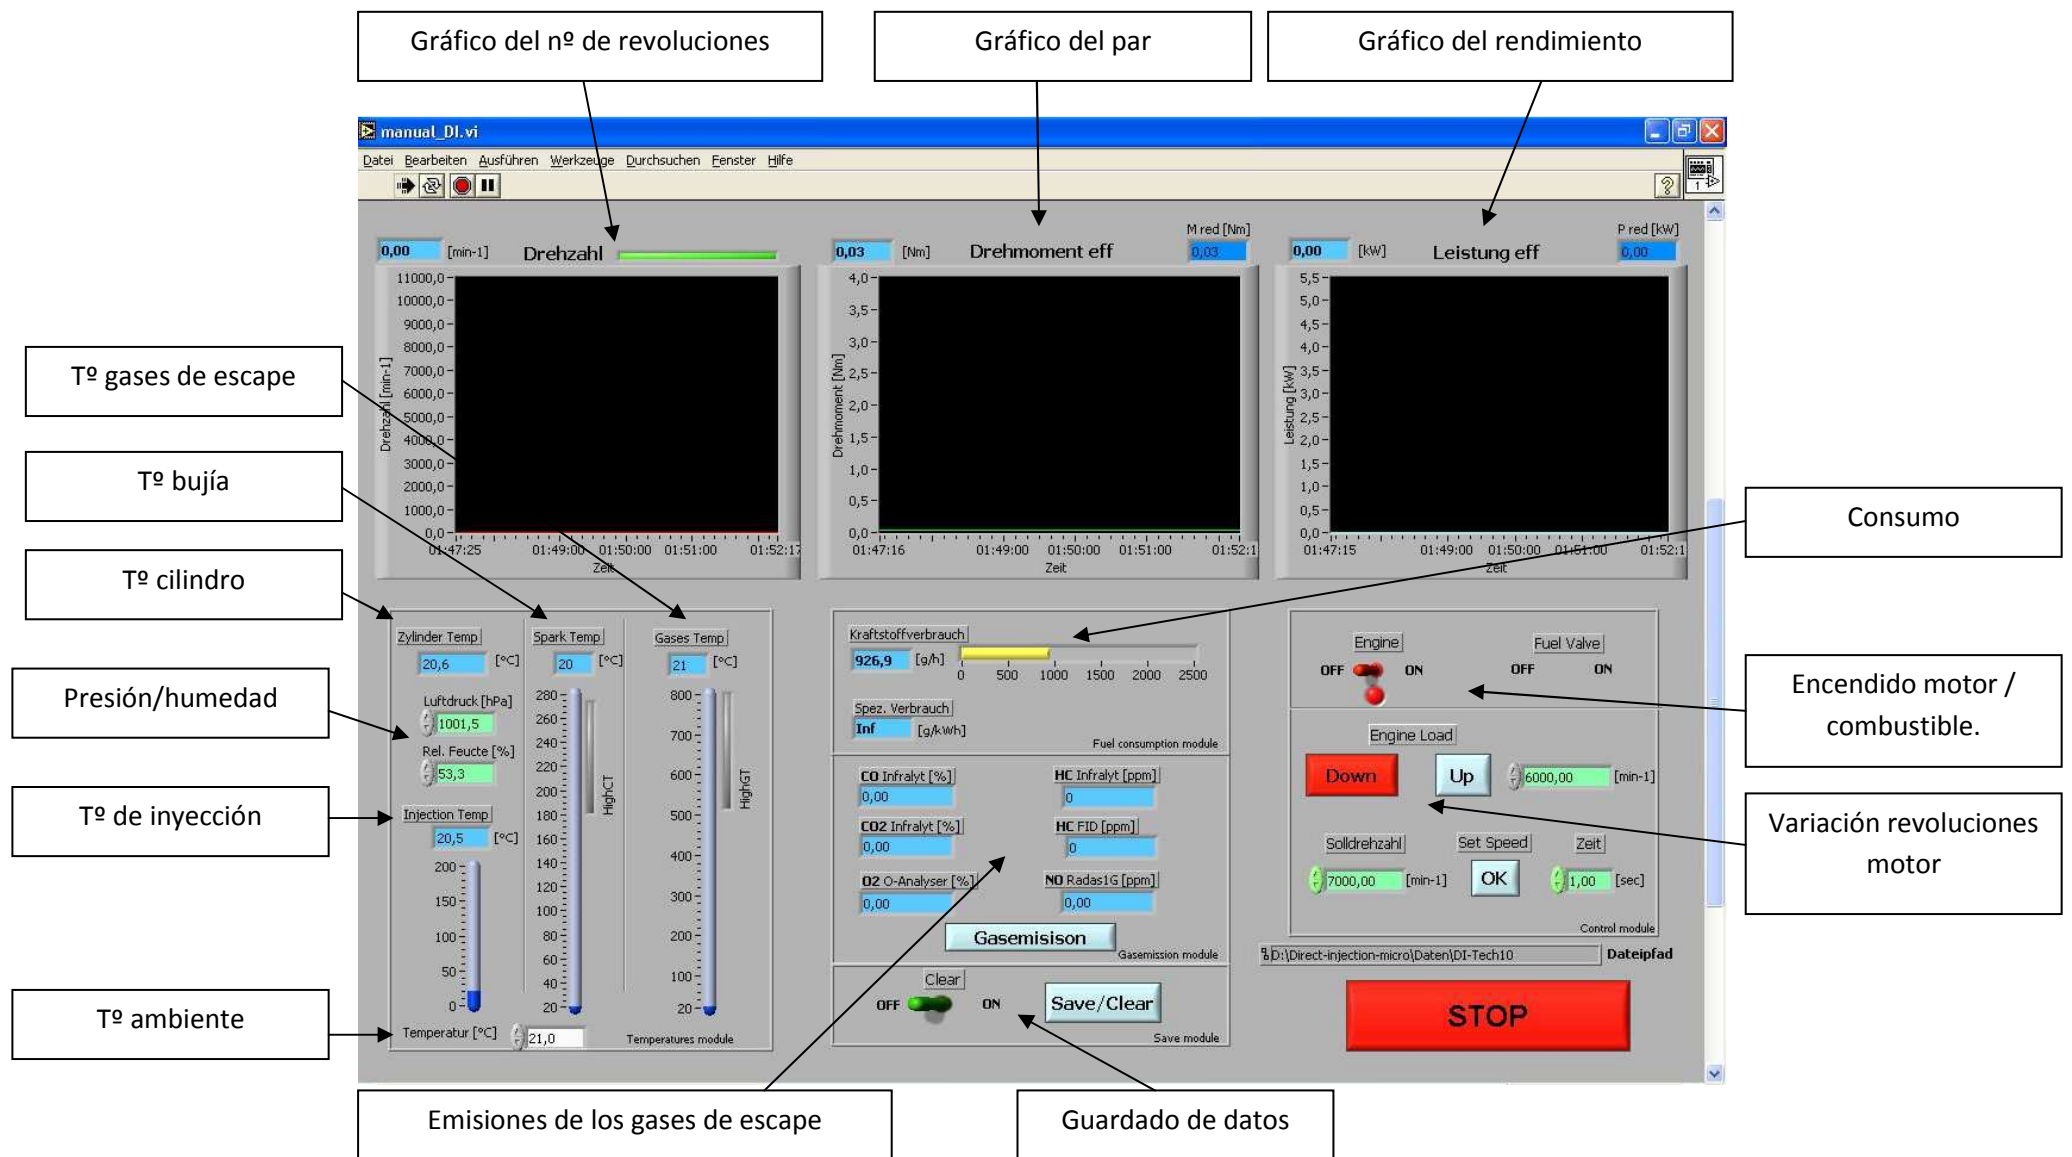 Gráfico del nº de revoluciones
Gráfico del par
Gráfico del rendimiento
manual_DI.vi
Datei Bearbeiten Ausführen Werkzeuge Durchsuchen Fenster Hilfe
1
0,00 [min-1] Drehzahl
11000,0
10000,0
9000,0
8000,0
7000,0
6000,0
5000,0
4000,0
3000,0
2000,0
1000,0
0,0
Drehzahl [min-1]
01:47:25 01:49:00 01:50:00 01:51:00 01:52:17
Zeit
M red [Nm]
0,03 [Nm] Drehmoment eff 0,03
4,0
3,5
3,0
2,5
2,0
1,5
1,0
0,5
0,0
Drehmoment [Nm]
01:47:16 01:49:00 01:50:00 01:51:00 01:52:1
Zeit
P red [kW]
0,00 [kW] Leistung eff 0,00
5,5
5,0
4,5
4,0
3,5
3,0
2,5
2,0
1,5
1,0
0,5
0,0
Leistung [kW]
01:47:15 01:49:00 01:50:00 01:51:00 01:52:1
Zeit
Tº gases de escape
Tº bujía
Tº cilindro
Presión/humedad
Tº de inyección
Tº ambiente
Zylinder Temp
20,6 [°C]
Luftdruck [hPa]
1001,5
Rel. Feucte [%]
53,3
Injection Temp
20,5 [°C]
200
150
100
50
0
Temperatur [°C] 21,0
Spark Temp
20 [°C]
280
260
240
220
200
180
160
140
120
100
80
60
40
20
HighCT
Gases Temp
21 [°C]
800
700
600
500
400
300
200
100
20
HighGT
Temperatures module
Kraftstoffverbrauch
926,9 [g/h]
0 500 1000 1500 2000 2500
Spez. Verbrauch
Inf [g/kWh]
Fuel consumption module
CO Infralyt [%] HC Infralyt [ppm]
0,00 0
CO2 Infralyt [%] HC FID [ppm]
0,00 0
O2 O-Analyser [%] NO Radas1G [ppm]
0,00 0,00
Gasemisison
Gasemission module
Clear
OFF ON Save/Clear
Save module
Engine Fuel Valve
OFF ON OFF ON
Engine Load
Down Up 6000,00 [min-1]
Solldrehzahl Set Speed Zeit
7000,00 [min-1] OK 1,00 [sec]
Control module
D:\Direct-injection-micro\Daten\DI-Tech10 Dateipfad
STOP
Consumo
Encendido motor /
combustible.
Variación revoluciones
motor
Emisiones de los gases de escape
Guardado de datos